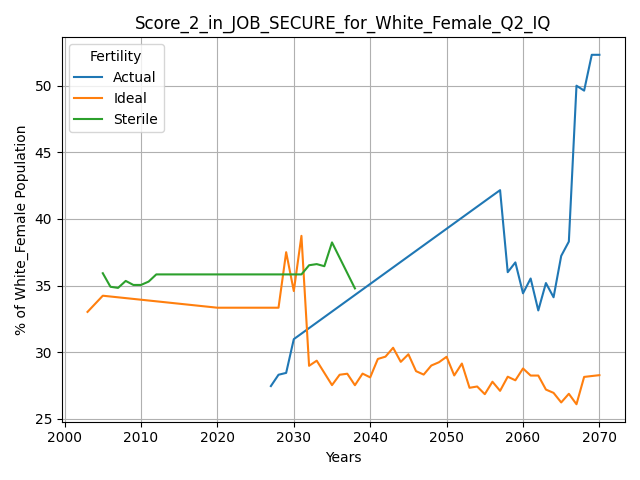 Score_2_in_JOB_SECURE_for_White_Female_Q2_IQ
Fertility
Actual
Ideal
Sterile
% of White_Female Population
50
45
40
35
30
25
2000
2010
2020
2030
2040
2050
2060
2070
Years